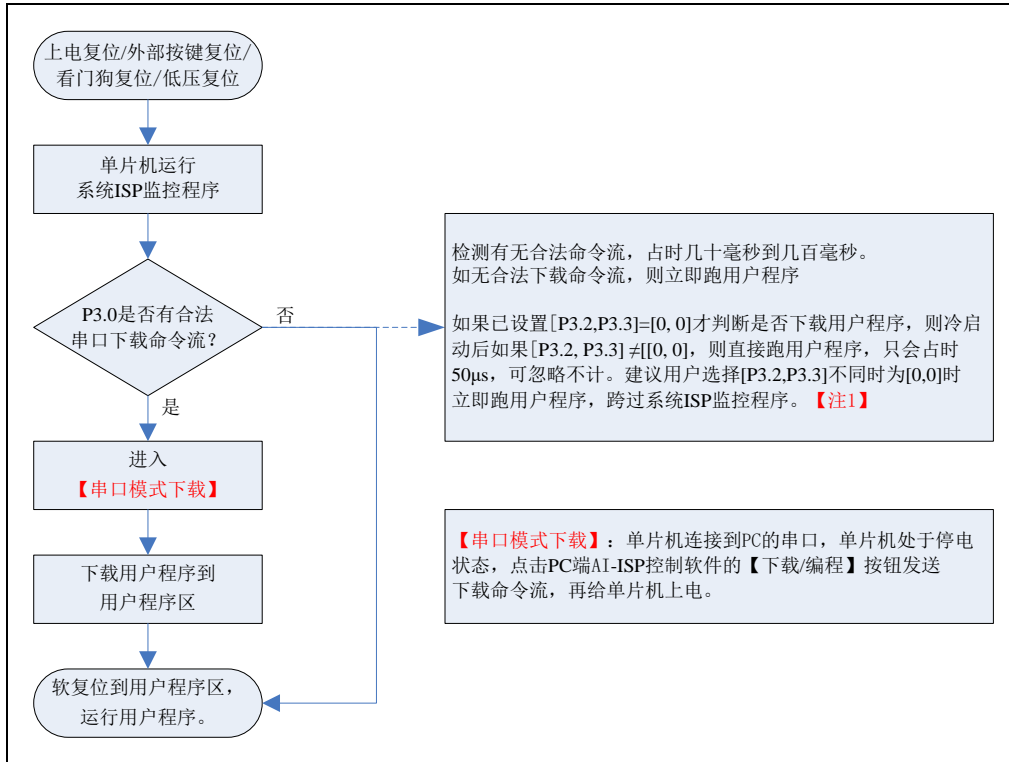 上电复位/外部按键复位/
看门狗复位/低压复位
单片机运行
系统ISP监控程序
P3.0是否有合法
串口下载命令流？
否
是
进入
【串口模式下载】
下载用户程序到
用户程序区
软复位到用户程序区，
运行用户程序。
检测有无合法命令流，占时几十毫秒到几百毫秒。
如无合法下载命令流，则立即跑用户程序
如果已设置[P3.2,P3.3]=[0, 0]才判断是否下载用户程序，则冷启
动后如果[P3.2, P3.3] ≠[[0, 0]，则直接跑用户程序，只会占时
50μs，可忽略不计。建议用户选择[P3.2,P3.3]不同时为[0,0]时
立即跑用户程序，跨过系统ISP监控程序。【注1】
【串口模式下载】：单片机连接到PC的串口，单片机处于停电
状态，点击PC端AI-ISP控制软件的【下载/编程】按钮发送
下载命令流，再给单片机上电。